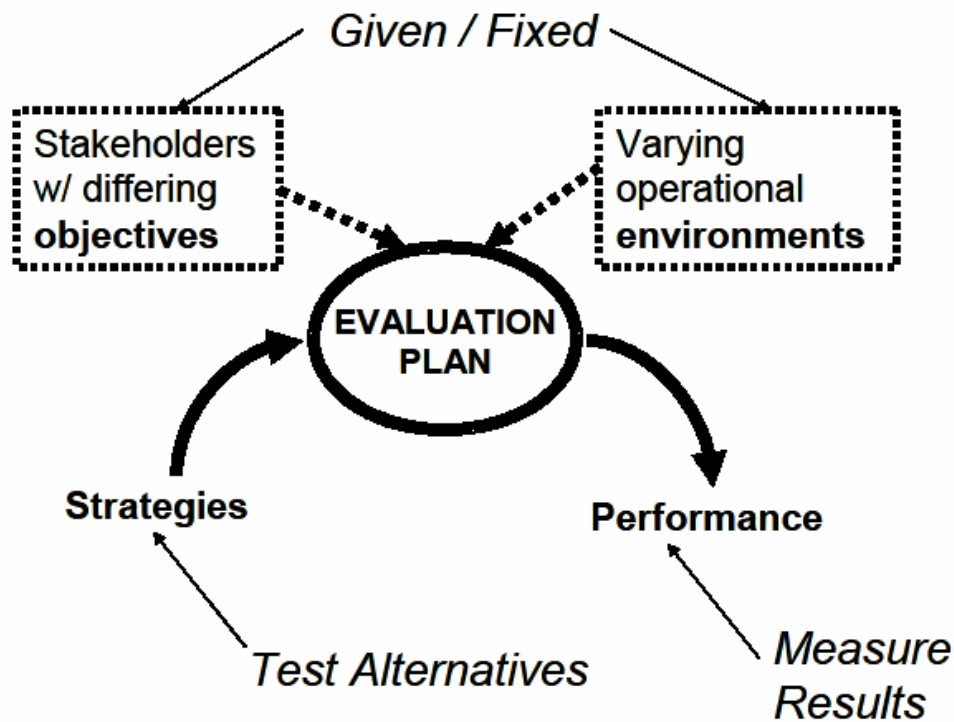 Given / Fixed
Stakeholders
w/ differing
objectives
Varying
operational
environments
EVALUATION
PLAN
Strategies
Performance
Test Alternatives
Measure
Results